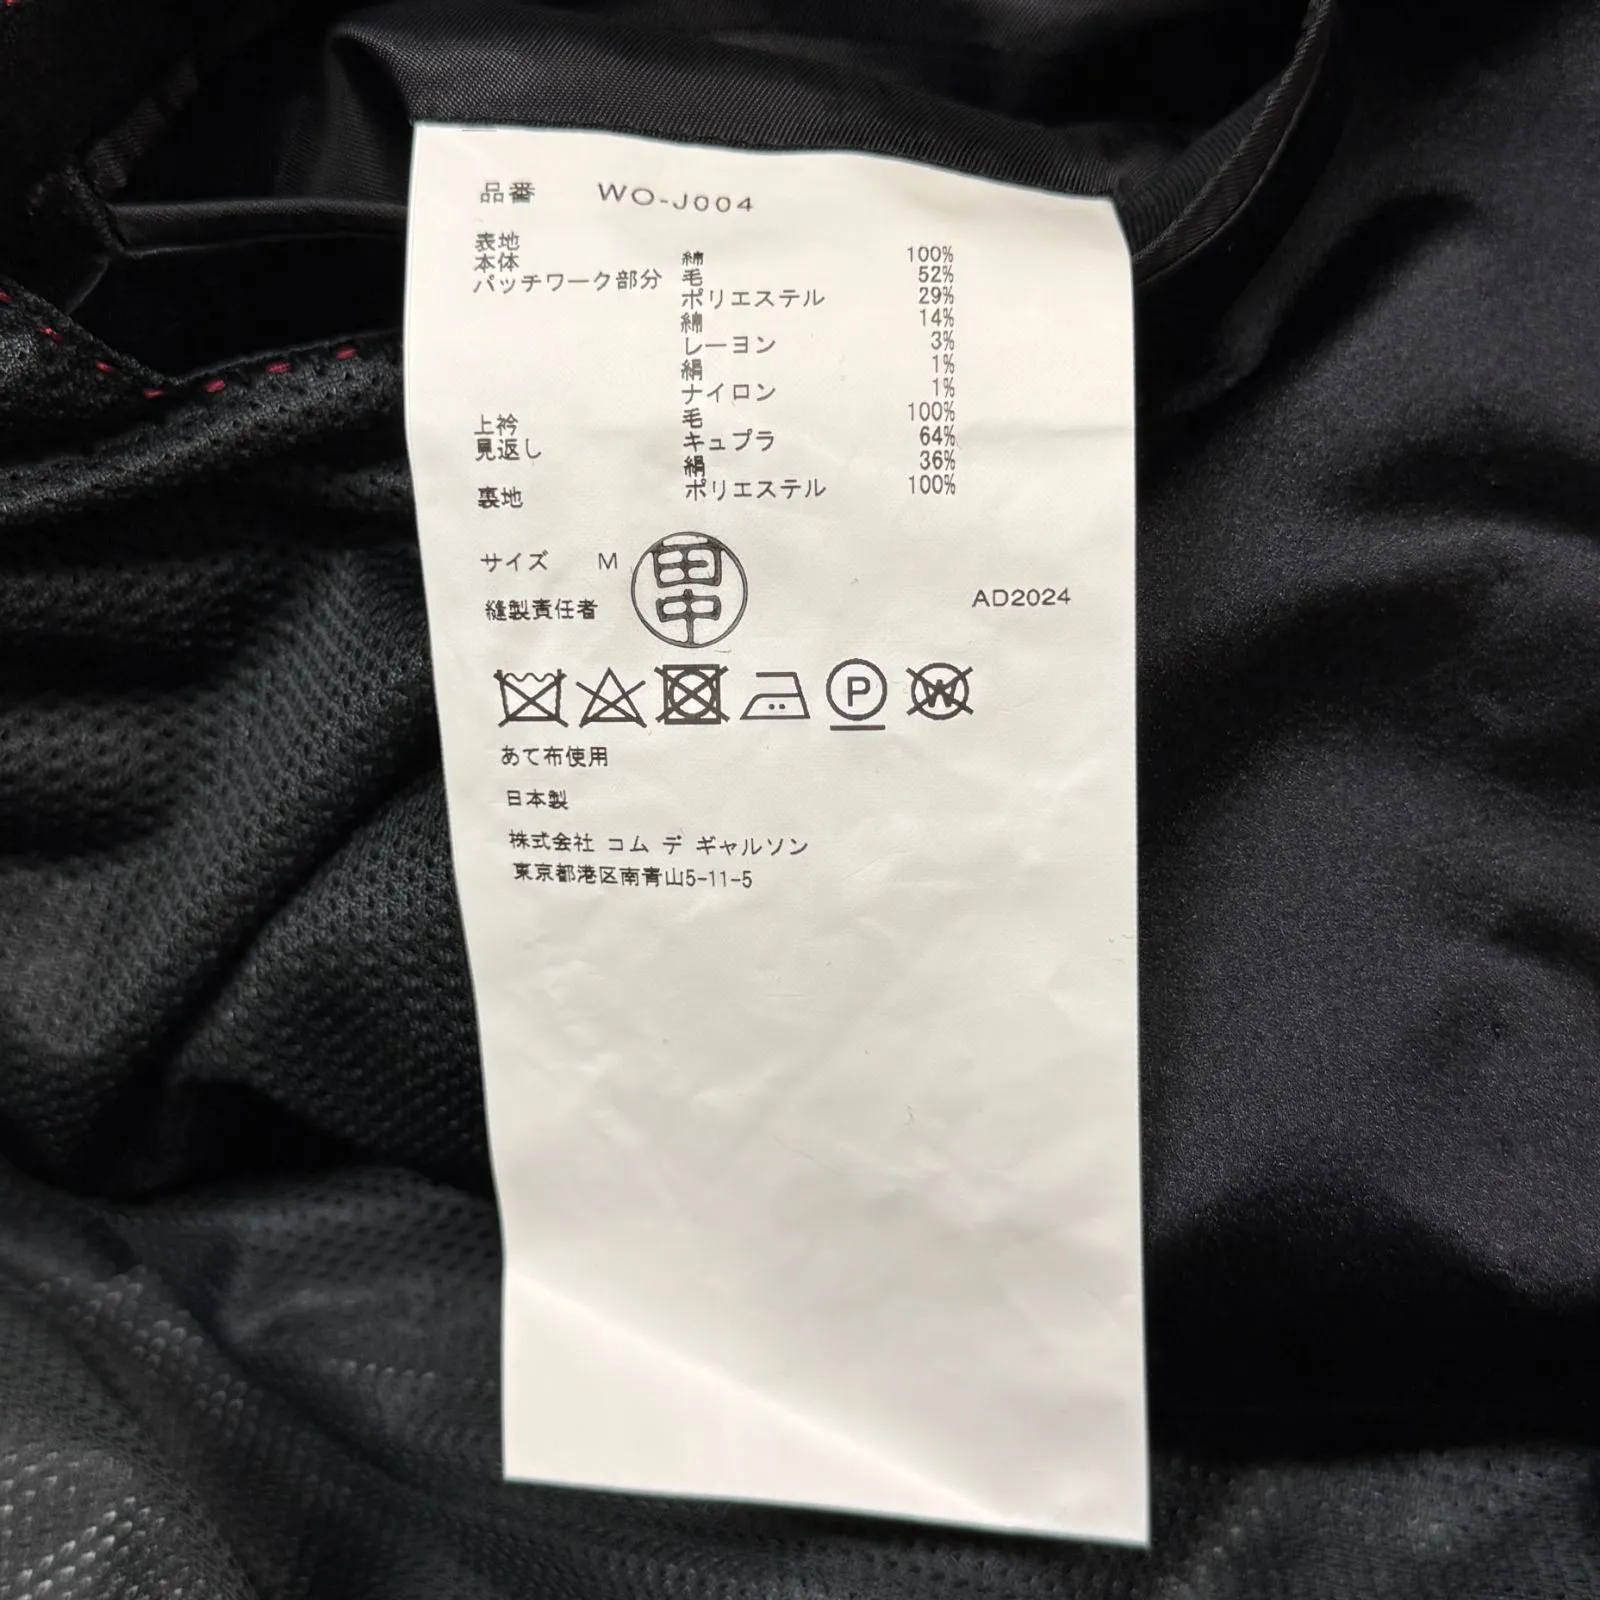 品番 WO-J004
表地
本体 綿 100%
パッチワーク部分 毛 52%
ポリエステル 29%
綿 14%
レーヨン 3%
絹 1%
ナイロン 1%
上衿 毛 100%
見返し キュプラ 64%
絹 36%
裏地 ポリエステル 100%
サイズ M
縫製責任者 田中
AD2024
P W
あて布使用
日本製
株式会社 コム デ ギャルソン
東京都港区南青山5-11-5